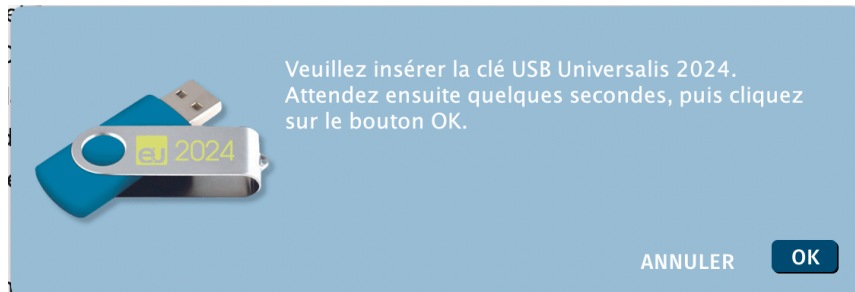 Veuillez insérer la clé USB Universalis 2024.
Attendez ensuite quelques secondes, puis cliquez
sur le bouton OK.
eu 2024
ANNULER OK